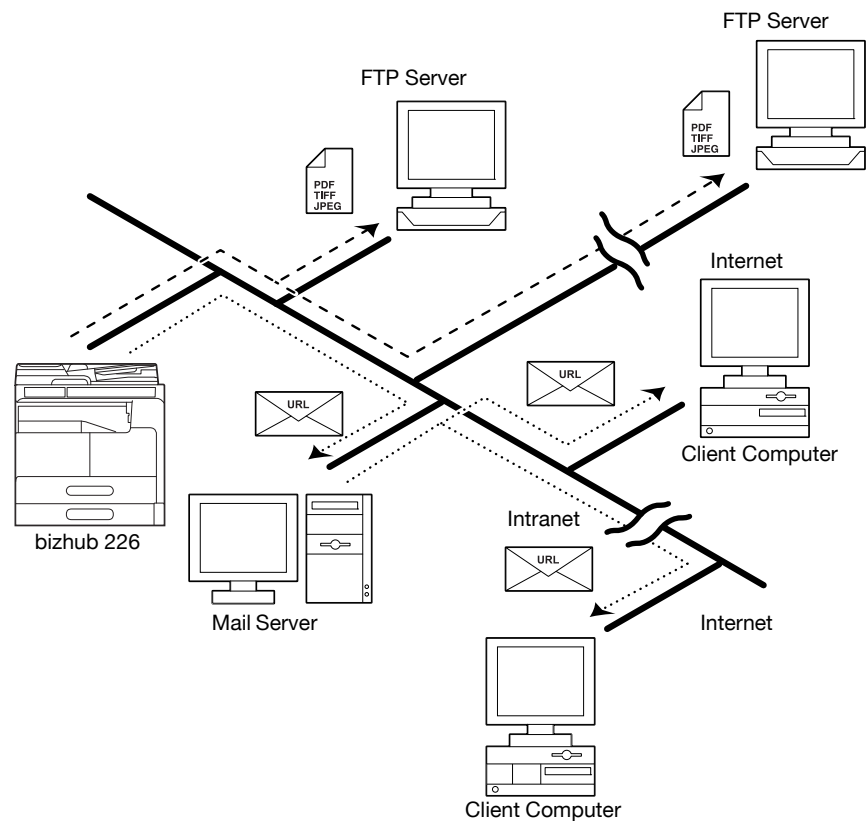 FTP Server
FTP Server
PDF
TIFF
JPEG
PDF
TIFF
JPEG
Internet
URL
URL
Client Computer
bizhub 226
Intranet
URL
Mail Server
Internet
Client Computer